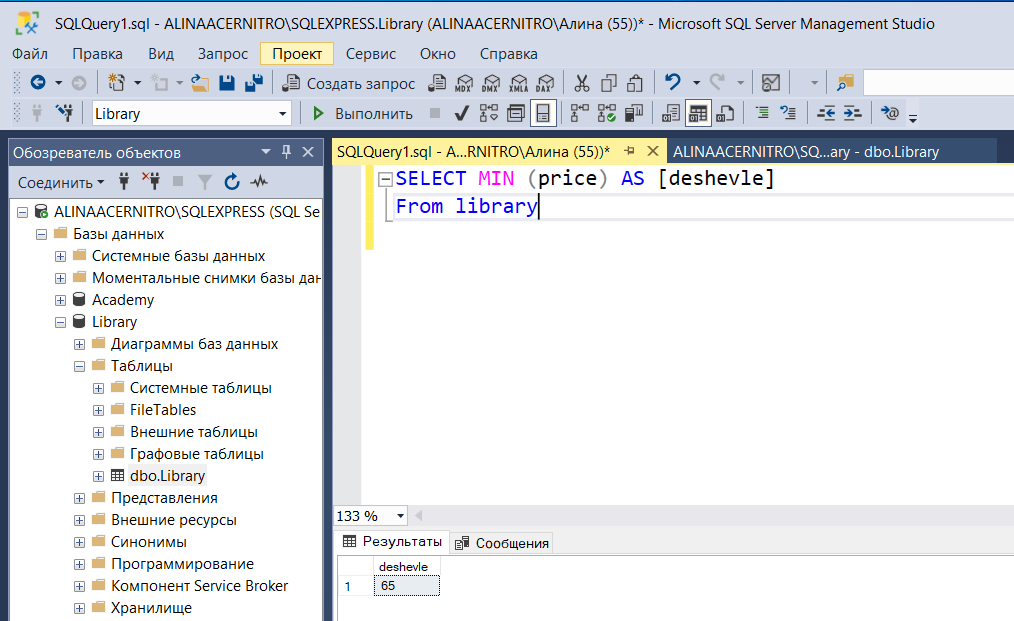 SQLQuery1.sql - ALINAACERNITRO\SQLEXPRESS.Library (ALINAACERNITRO\Алина (55))* - Microsoft SQL Server Management Studio
Файл Правка Вид Запрос Проект Сервис Окно Справка
Создать запрос MDX DMX XMLA DAX
Library Выполнить
Обозреватель объектов
Соединить
ALINAACERNITRO\SQLEXPRESS (SQL Se
Базы данных
Системные базы данных
Моментальные снимки базы дан
Academy
Library
Диаграммы баз данных
Таблицы
Системные таблицы
FileTables
Внешние таблицы
Графовые таблицы
dbo.Library
Представления
Внешние ресурсы
Синонимы
Программирование
Компонент Service Broker
Хранилище
SQLQuery1.sql - A...RNITRO\Алина (55))* ALINAACERNITRO\SQ...ary - dbo.Library
SELECT MIN (price) AS [deshevle]
From library
133 %
Результаты Сообщения
deshevle
1 65